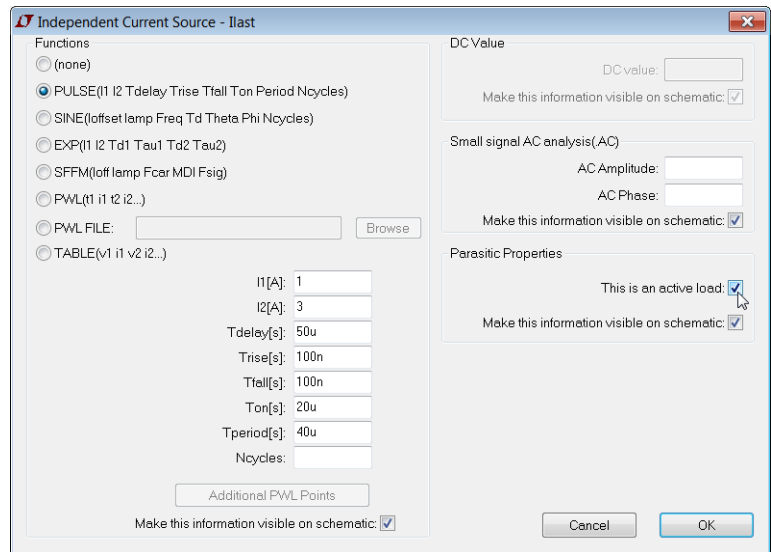 Independent Current Source - Ilast
Functions
(none)
PULSE(I1 I2 Tdelay Trise Tfall Ton Period Ncycles)
SINE(Ioffset Iamp Freq Td Theta Phi Ncycles)
EXP(I1 I2 Td1 Tau1 Td2 Tau2)
SFFM(Ioff Iamp Fcar MDI Fsig)
PWL(t1 i1 t2 i2...)
PWL FILE:
Browse
TABLE(v1 i1 v2 i2...)
I1[A]: 1
I2[A]: 3
Tdelay[s]: 50u
Trise[s]: 100n
Tfall[s]: 100n
Ton[s]: 20u
Tperiod[s]: 40u
Ncycles:
Additional PWL Points
Make this information visible on schematic:
DC Value
DC value:
Make this information visible on schematic:
Small signal AC analysis(.AC)
AC Amplitude:
AC Phase:
Make this information visible on schematic:
Parasitic Properties
This is an active load:
Make this information visible on schematic:
Cancel
OK